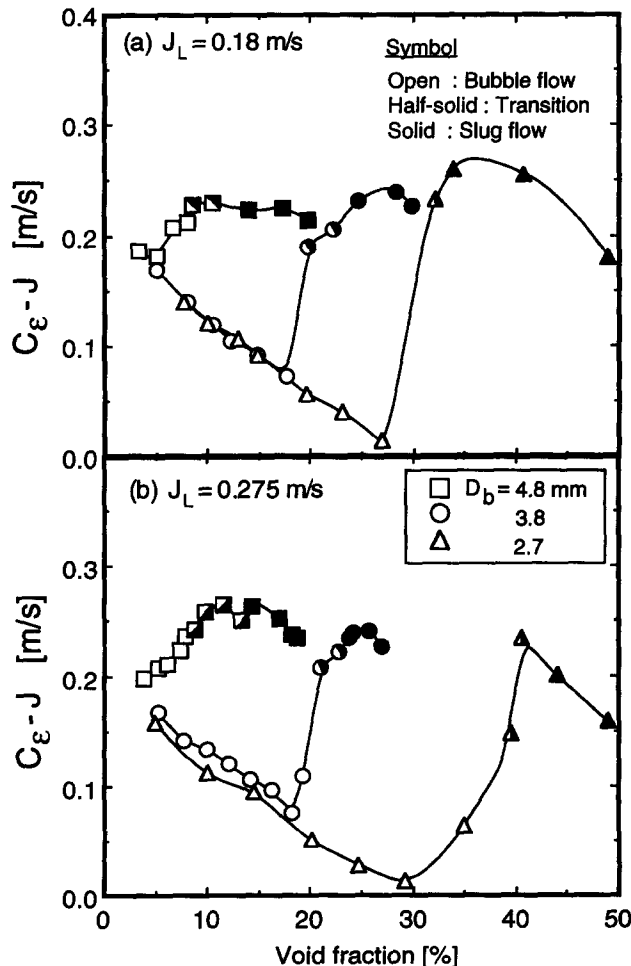 0.4
(a) J_L = 0.18 m/s
Symbol
Open : Bubble flow
Half-solid : Transition
Solid : Slug flow
0.3
0.2
0.1
0.0
C_ε - J [m/s]
(b) J_L = 0.275 m/s
D_b = 4.8 mm
3.8
2.7
0.3
0.2
0.1
0.0
C_ε - J [m/s]
0 10 20 30 40 50
Void fraction [%]